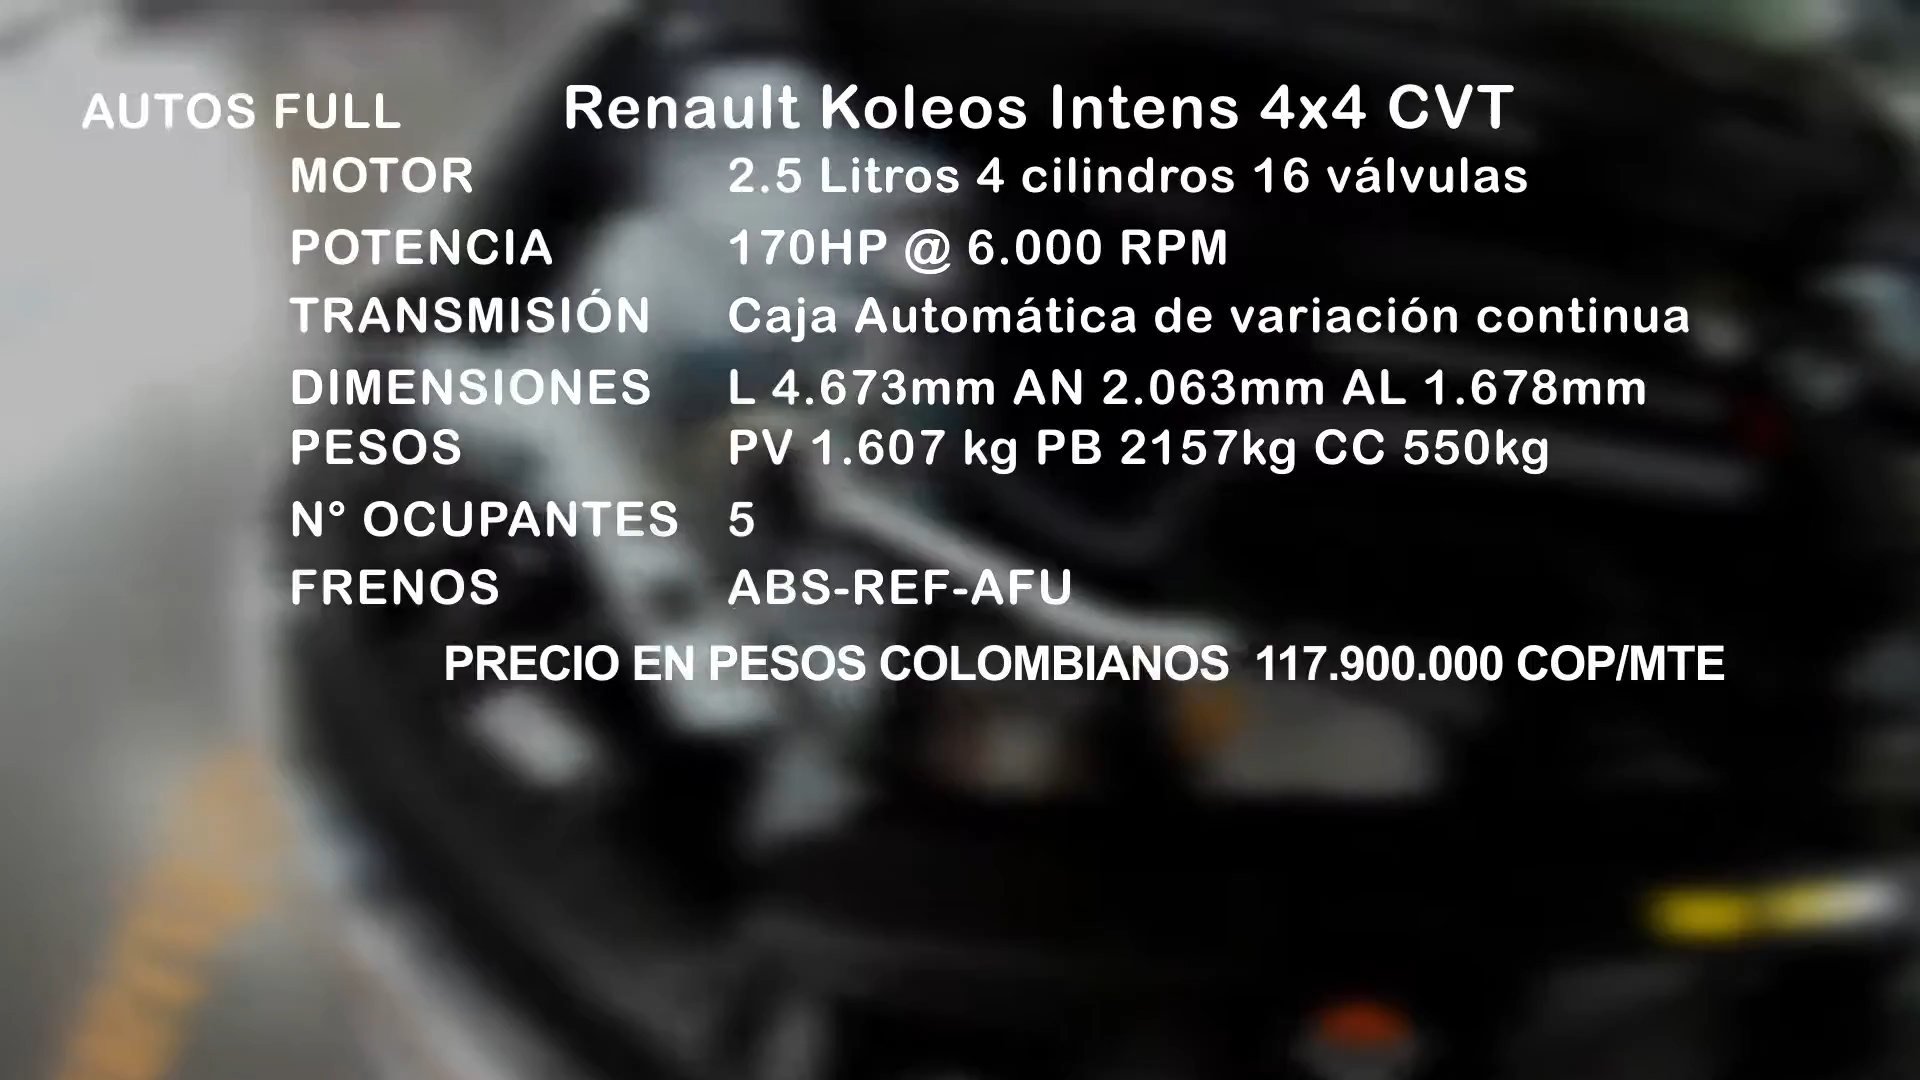 AUTOS FULL Renault Koleos Intens 4x4 CVT
MOTOR 2.5 Litros 4 cilindros 16 válvulas
POTENCIA 170HP @ 6.000 RPM
TRANSMISIÓN Caja Automática de variación continua
DIMENSIONES L 4.673mm AN 2.063mm AL 1.678mm
PESOS PV 1.607 kg PB 2157kg CC 550kg
N° OCUPANTES 5
FRENOS ABS-REF-AFU
PRECIO EN PESOS COLOMBIANOS 117.900.000 COP/MTE